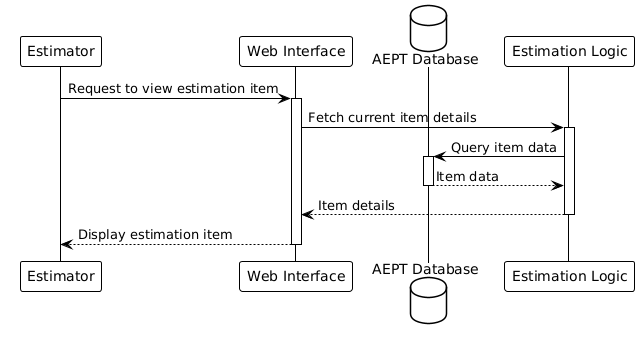 Estimator
Web Interface
AEPT Database
Estimation Logic
Request to view estimation item
Fetch current item details
Query item data
Item data
Item details
Display estimation item
Estimator
Web Interface
AEPT Database
Estimation Logic